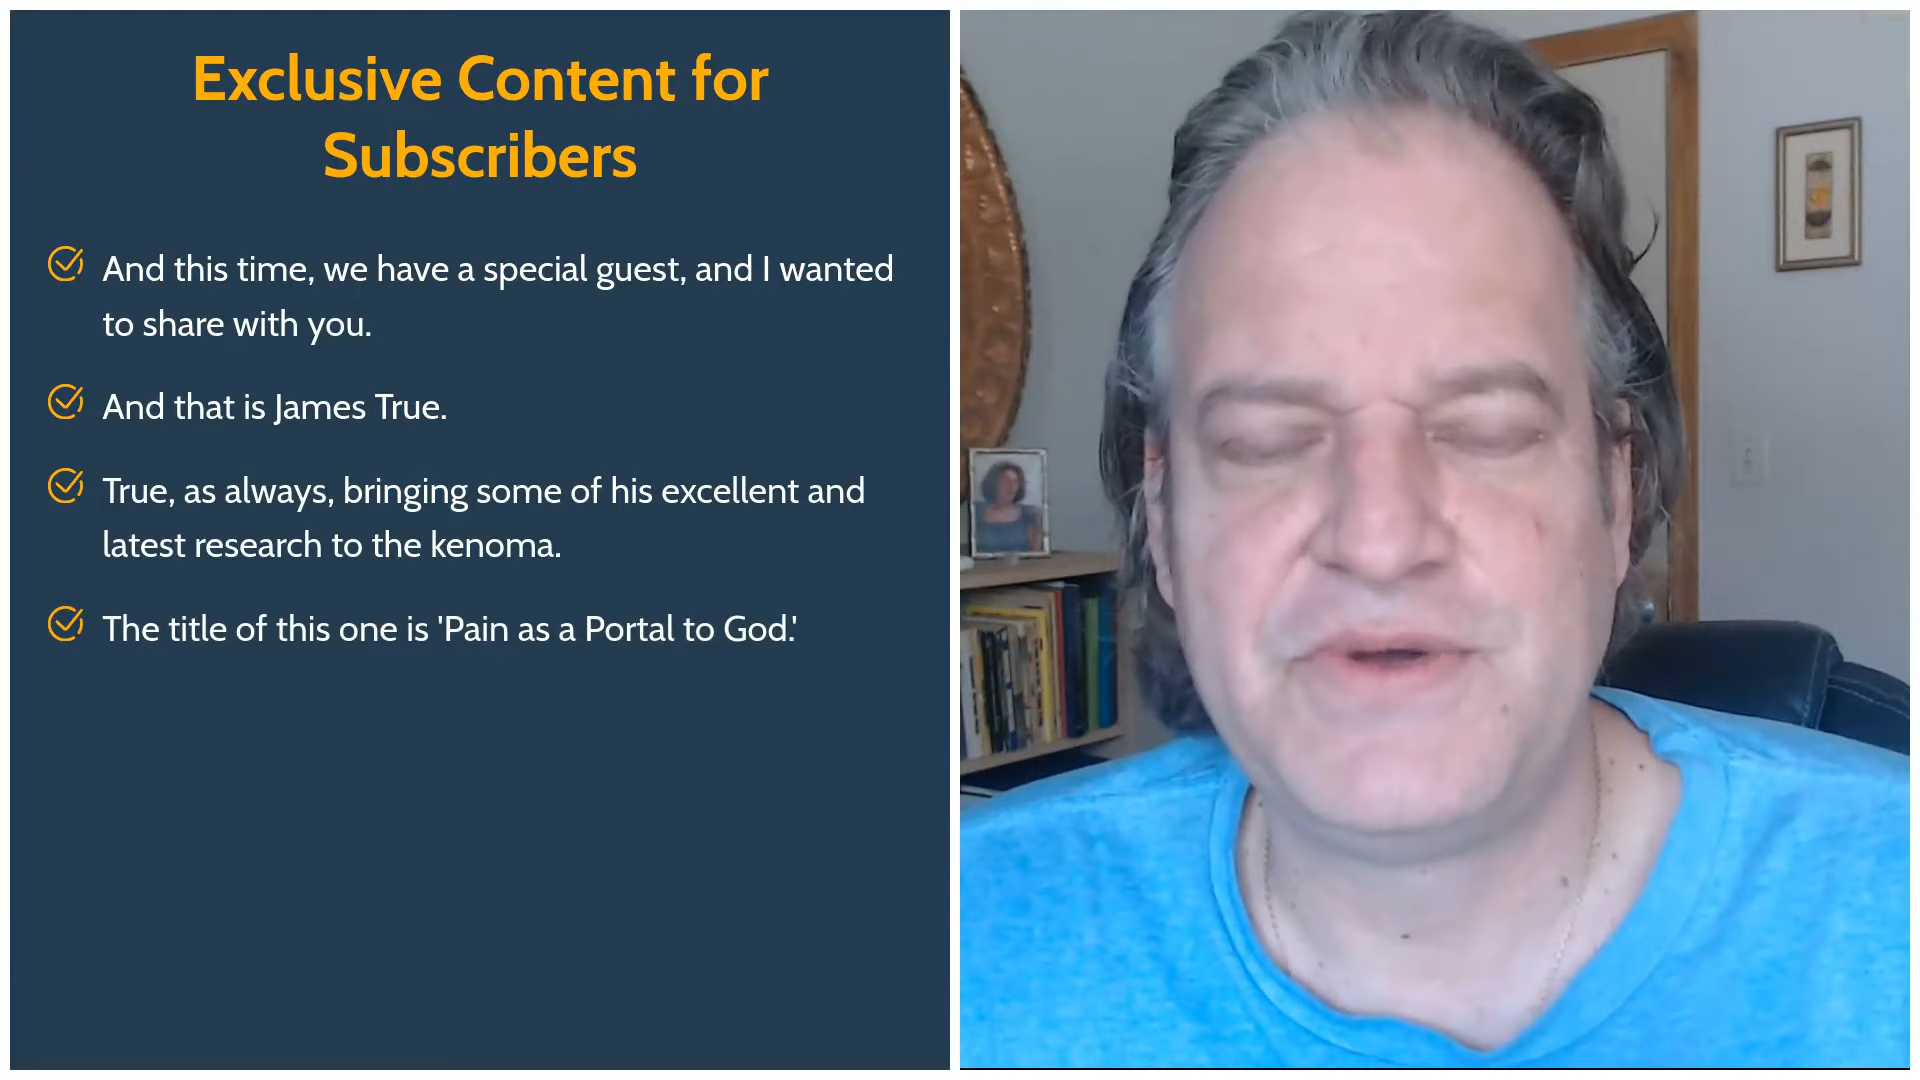 Exclusive Content for
Subscribers
And this time, we have a special guest, and I wanted
to share with you.
And that is James True.
True, as always, bringing some of his excellent and
latest research to the kenoma.
The title of this one is 'Pain as a Portal to God.'